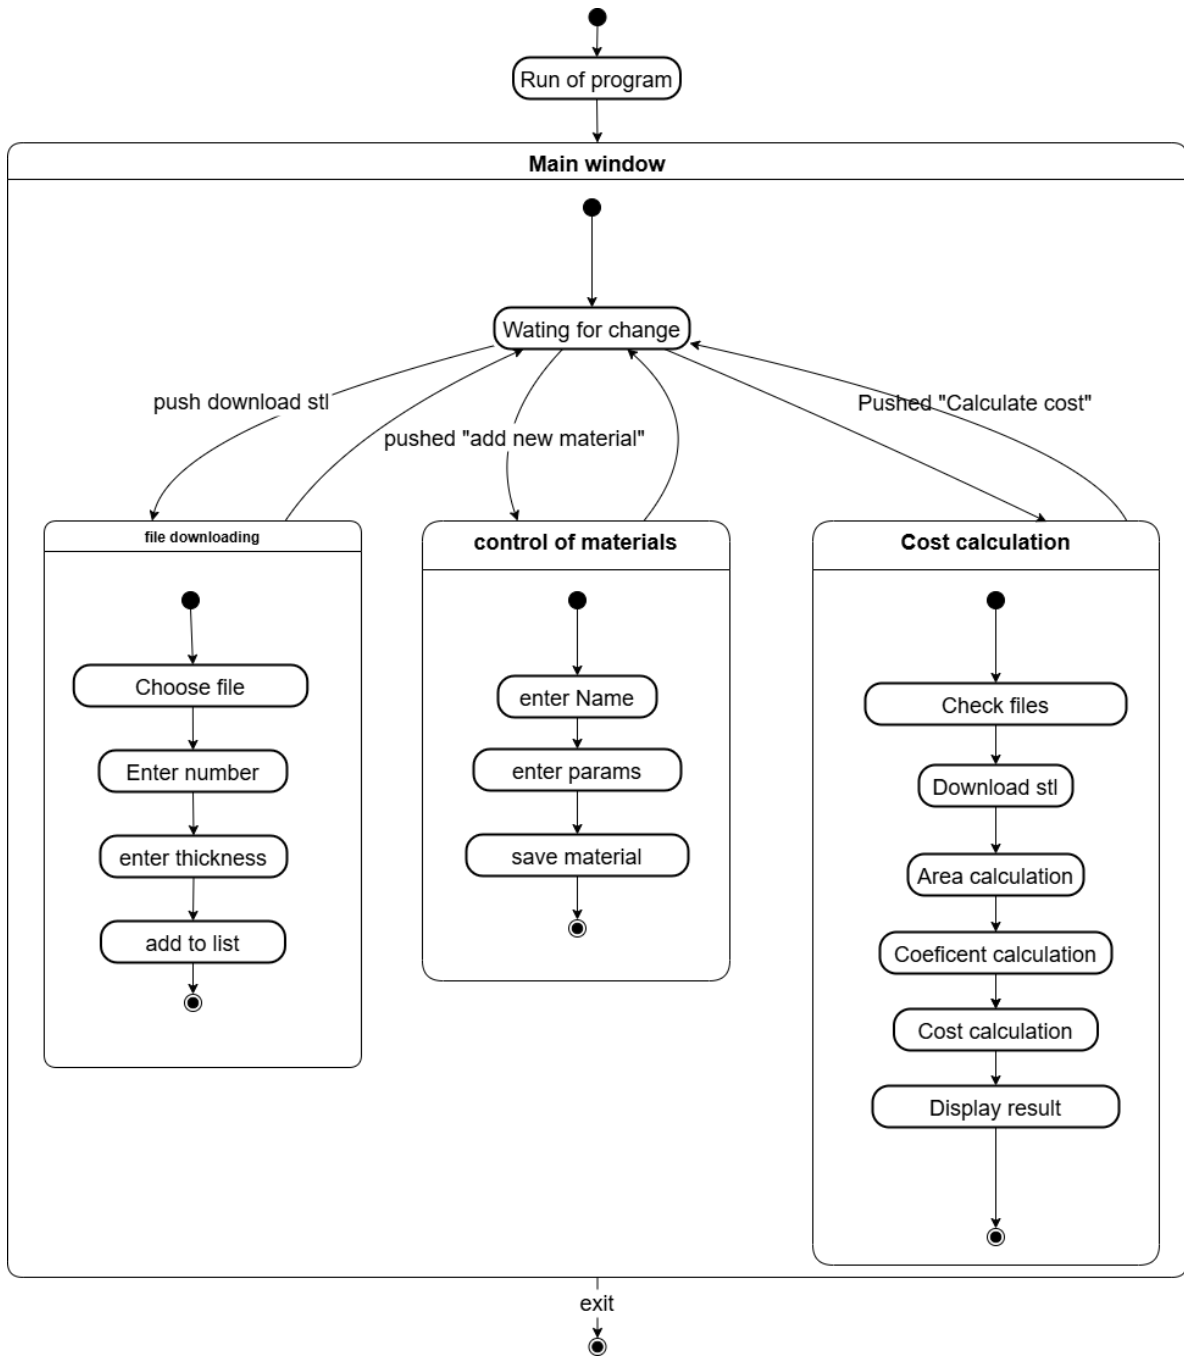 Run of program
Main window
Wating for change
push download stl
pushed "add new material"
Pushed "Calculate cost"
file downloading
Choose file
Enter number
enter thickness
add to list
control of materials
enter Name
enter params
save material
Cost calculation
Check files
Download stl
Area calculation
Coeficent calculation
Cost calculation
Display result
exit